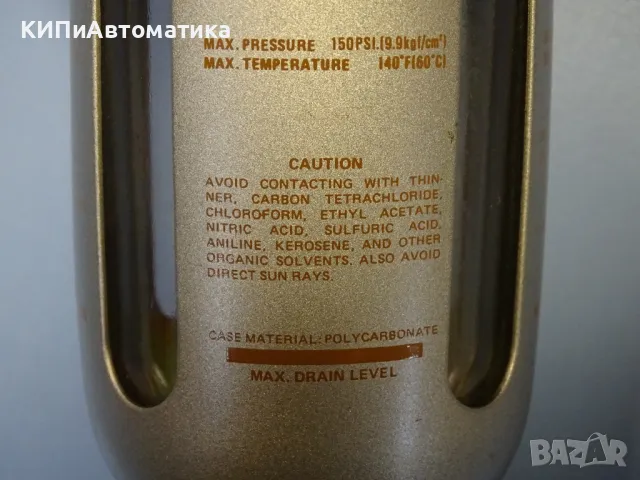 КИПиАвтоматика
MAX. PRESSURE 150PSI.(9.9kgf/cm²)
MAX. TEMPERATURE 140°F(60°C)
CAUTION
AVOID CONTACTING WITH THIN-
NER, CARBON TETRACHLORIDE,
CHLOROFORM, ETHYL ACETATE,
NITRIC ACID, SULFURIC ACID,
ANILINE, KEROSENE, AND OTHER
ORGANIC SOLVENTS. ALSO AVOID
DIRECT SUN RAYS.
CASE MATERIAL: POLYCARBONATE
MAX. DRAIN LEVEL
BAZAR
bg